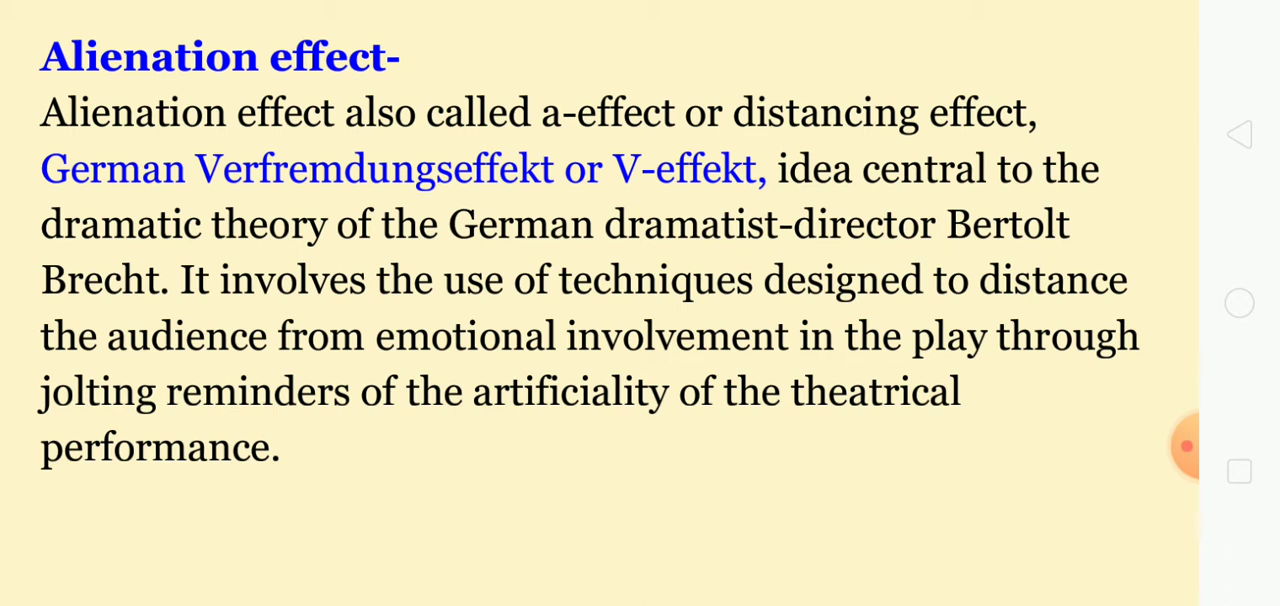 Alienation effect-
Alienation effect also called a-effect or distancing effect,
German Verfremdungseffekt or V-effekt, idea central to the
dramatic theory of the German dramatist-director Bertolt
Brecht. It involves the use of techniques designed to distance
the audience from emotional involvement in the play through
jolting reminders of the artificiality of the theatrical
performance.